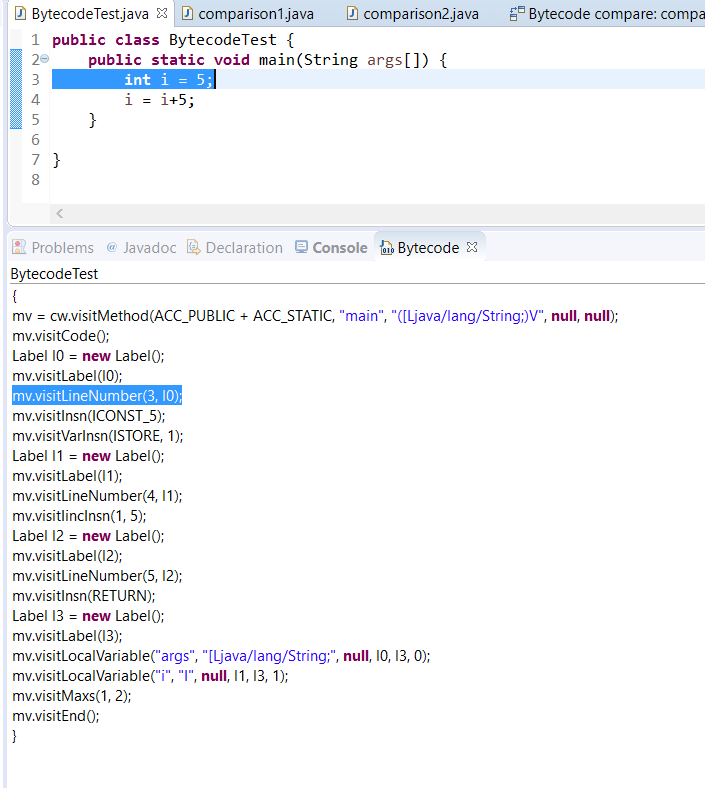 BytecodeTest.java comparison1.java comparison2.java Bytecode compare: compa
1 public class BytecodeTest {
2 public static void main(String args[]) {
3 int i = 5;
4 i = i+5;
5 }
6
7 }
8
Problems @ Javadoc Declaration Console Bytecode
BytecodeTest
{
mv = cw.visitMethod(ACC_PUBLIC + ACC_STATIC, "main", "([Ljava/lang/String;)V", null, null);
mv.visitCode();
Label l0 = new Label();
mv.visitLabel(l0);
mv.visitLineNumber(3, l0);
mv.visitInsn(ICONST_5);
mv.visitVarInsn(ISTORE, 1);
Label l1 = new Label();
mv.visitLabel(l1);
mv.visitLineNumber(4, l1);
mv.visitIincInsn(1, 5);
Label l2 = new Label();
mv.visitLabel(l2);
mv.visitLineNumber(5, l2);
mv.visitInsn(RETURN);
Label l3 = new Label();
mv.visitLabel(l3);
mv.visitLocalVariable("args", "[Ljava/lang/String;", null, l0, l3, 0);
mv.visitLocalVariable("i", "I", null, l1, l3, 1);
mv.visitMaxs(1, 2);
mv.visitEnd();
}